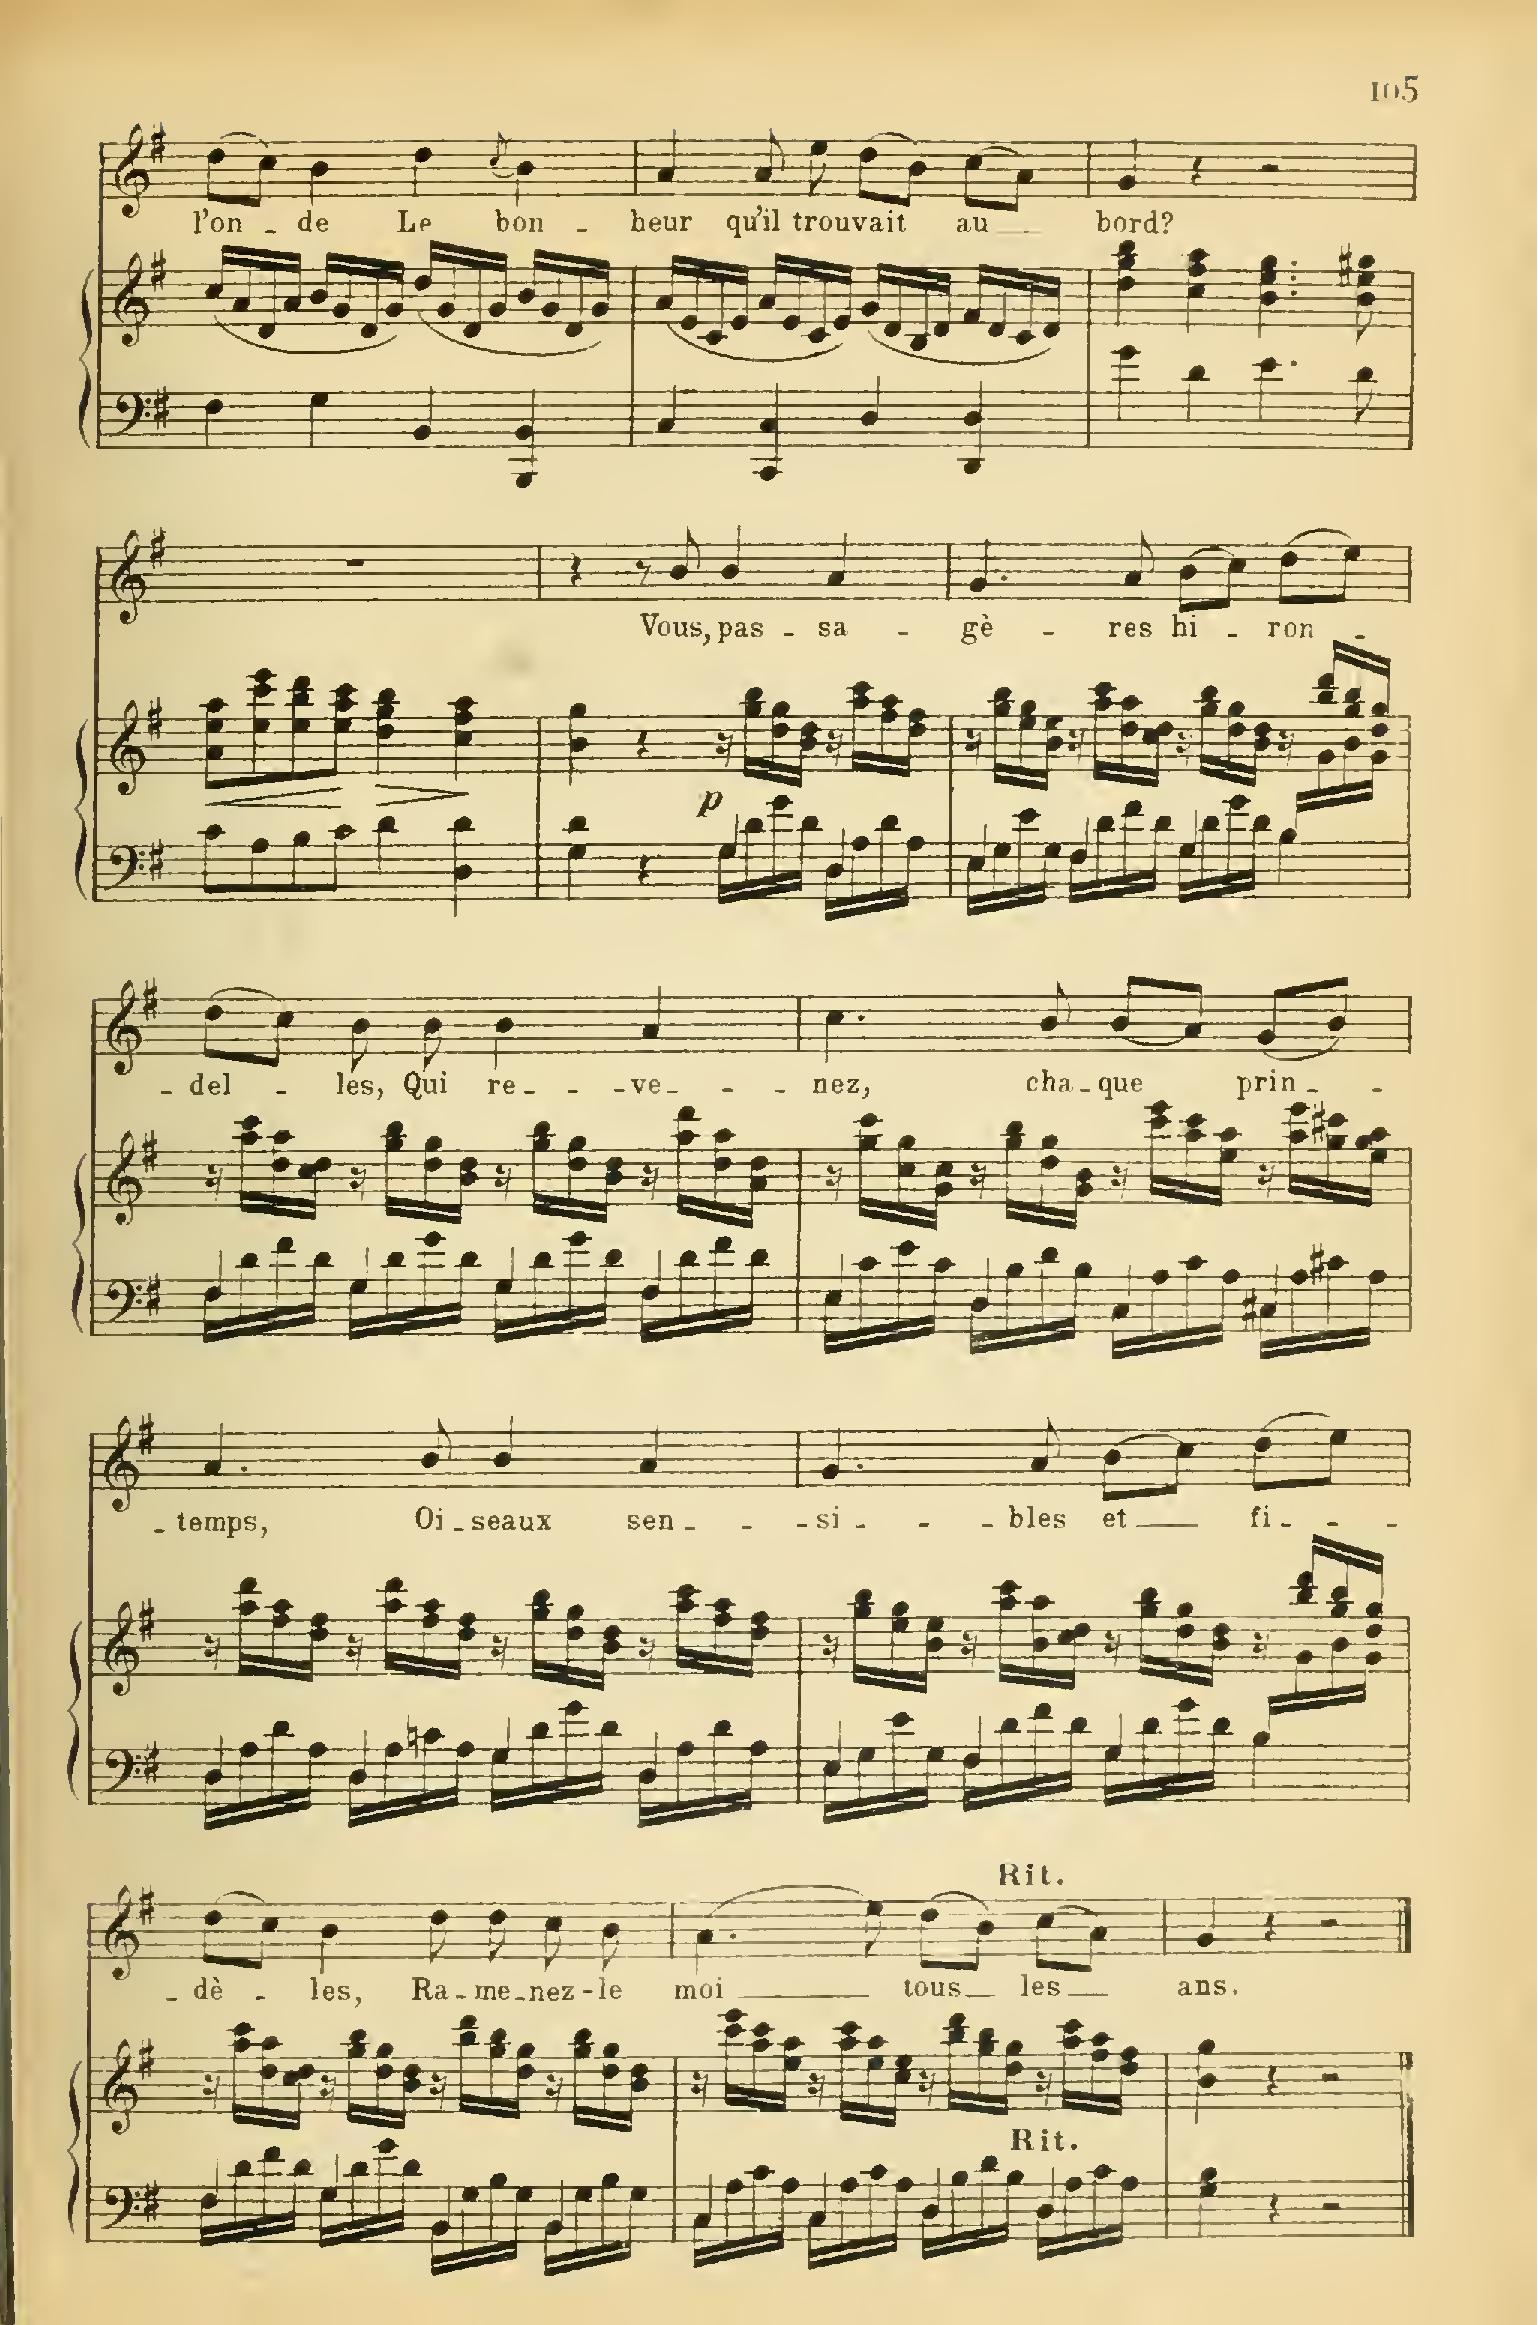 105
l'on - de Le bon - heur qu'il trouvait au bord?
Vous, pas - sa - gè - res hi - ron -
p
- del - les, Qui re - - - ve - - - nez, cha - que prin - -
- temps, Oi - seaux sen - - - si - - - bles et fi - - -
Rit.
- dè - les, Ra - me - nez - le moi tous les ans.
Rit.